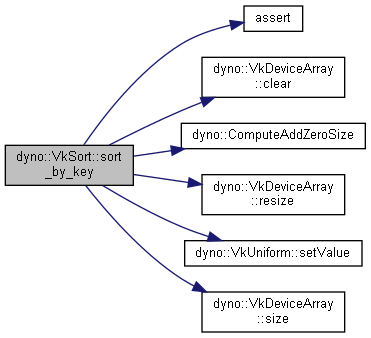 assert
dyno::VkDeviceArray
::clear
dyno::VkSort::sort
_by_key
dyno::ComputeAddZeroSize
dyno::VkDeviceArray
::resize
dyno::VkUniform::setValue
dyno::VkDeviceArray
::size